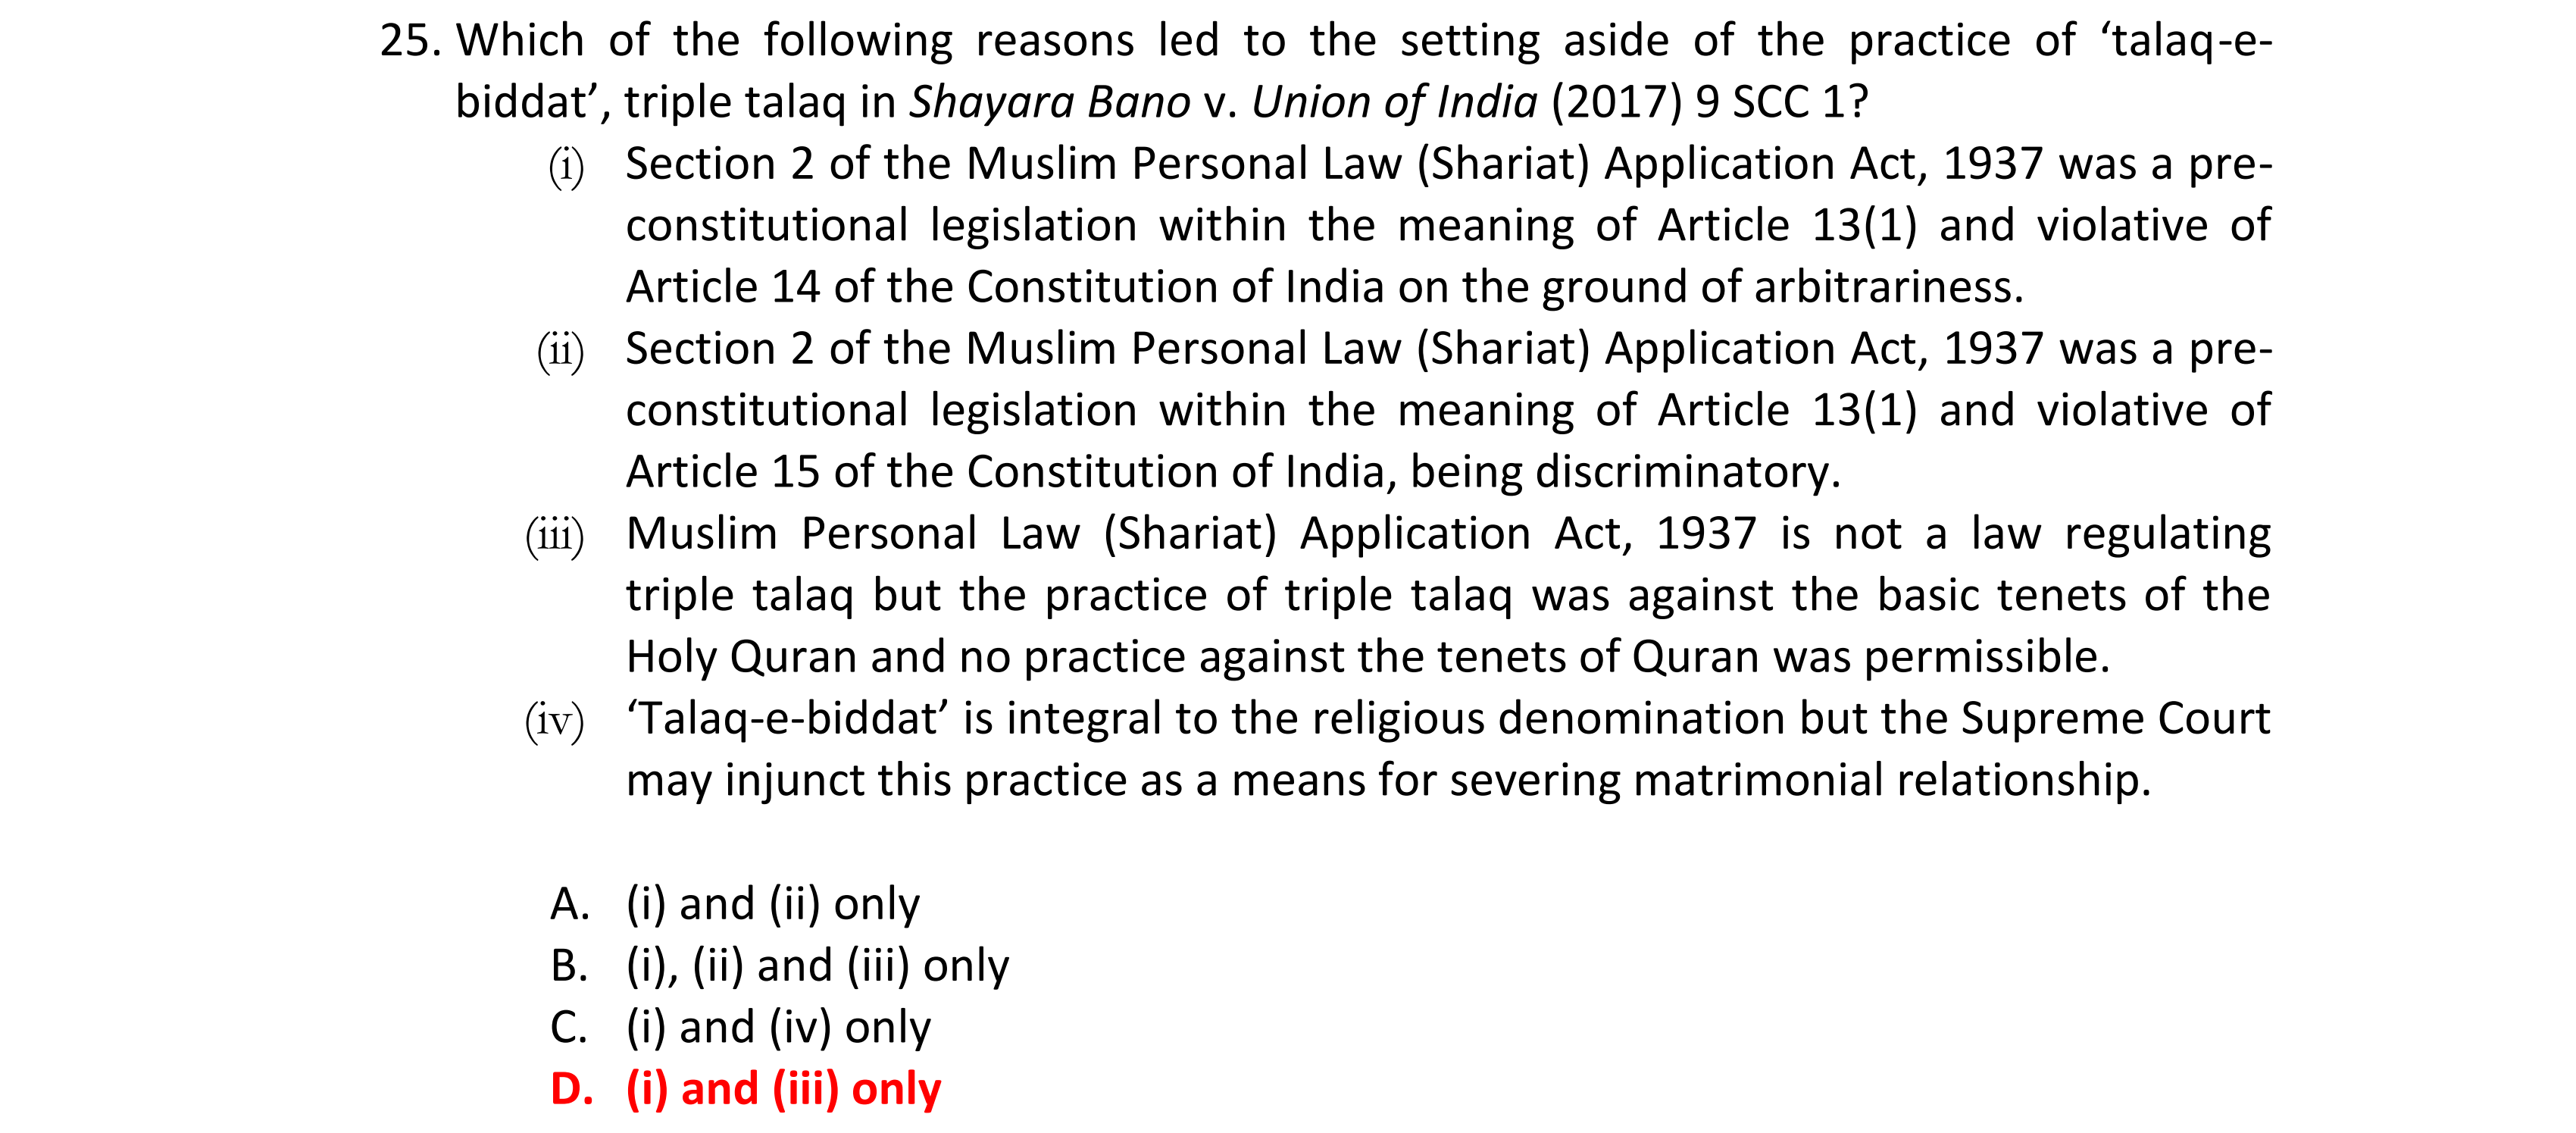 25. Which of the following reasons led to the setting aside of the practice of ‘talaq-e-
biddat’, triple talaq in Shayara Bano v. Union of India (2017) 9 SCC 1?
(i) Section 2 of the Muslim Personal Law (Shariat) Application Act, 1937 was a pre-
constitutional legislation within the meaning of Article 13(1) and violative of
Article 14 of the Constitution of India on the ground of arbitrariness.
(ii) Section 2 of the Muslim Personal Law (Shariat) Application Act, 1937 was a pre-
constitutional legislation within the meaning of Article 13(1) and violative of
Article 15 of the Constitution of India, being discriminatory.
(iii) Muslim Personal Law (Shariat) Application Act, 1937 is not a law regulating
triple talaq but the practice of triple talaq was against the basic tenets of the
Holy Quran and no practice against the tenets of Quran was permissible.
(iv) ‘Talaq-e-biddat’ is integral to the religious denomination but the Supreme Court
may injunct this practice as a means for severing matrimonial relationship.
A. (i) and (ii) only
B. (i), (ii) and (iii) only
C. (i) and (iv) only
D. (i) and (iii) only